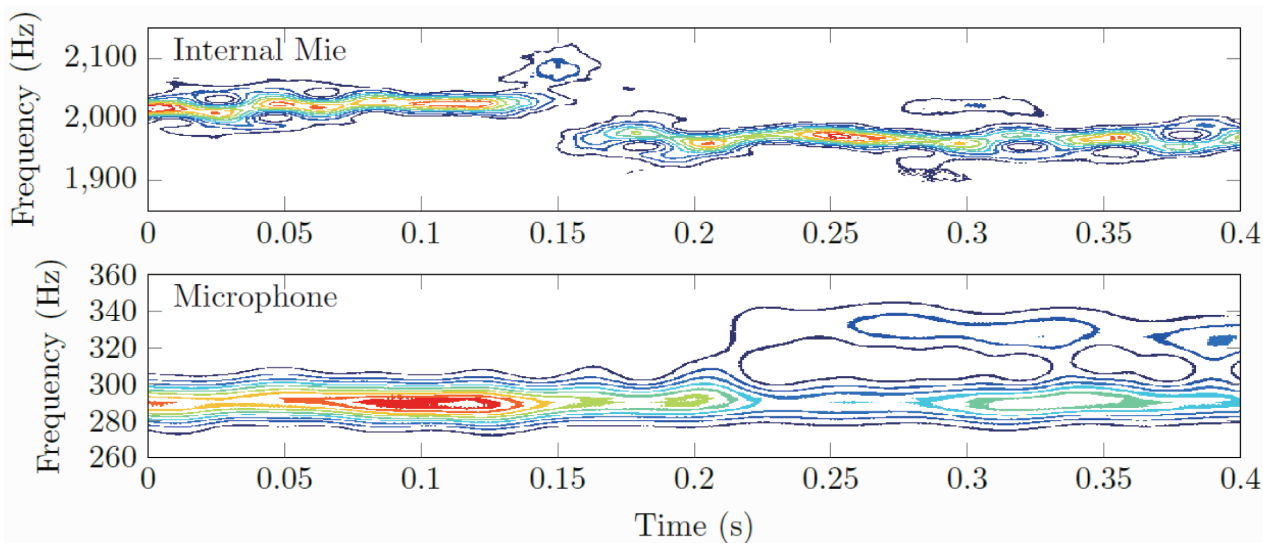 Frequency (Hz)
Internal Mie
2,100
2,000
1,900
0 0.05 0.1 0.15 0.2 0.25 0.3 0.35 0.4
Frequency (Hz)
Microphone
360
340
320
300
280
260
0 0.05 0.1 0.15 0.2 0.25 0.3 0.35 0.4
Time (s)